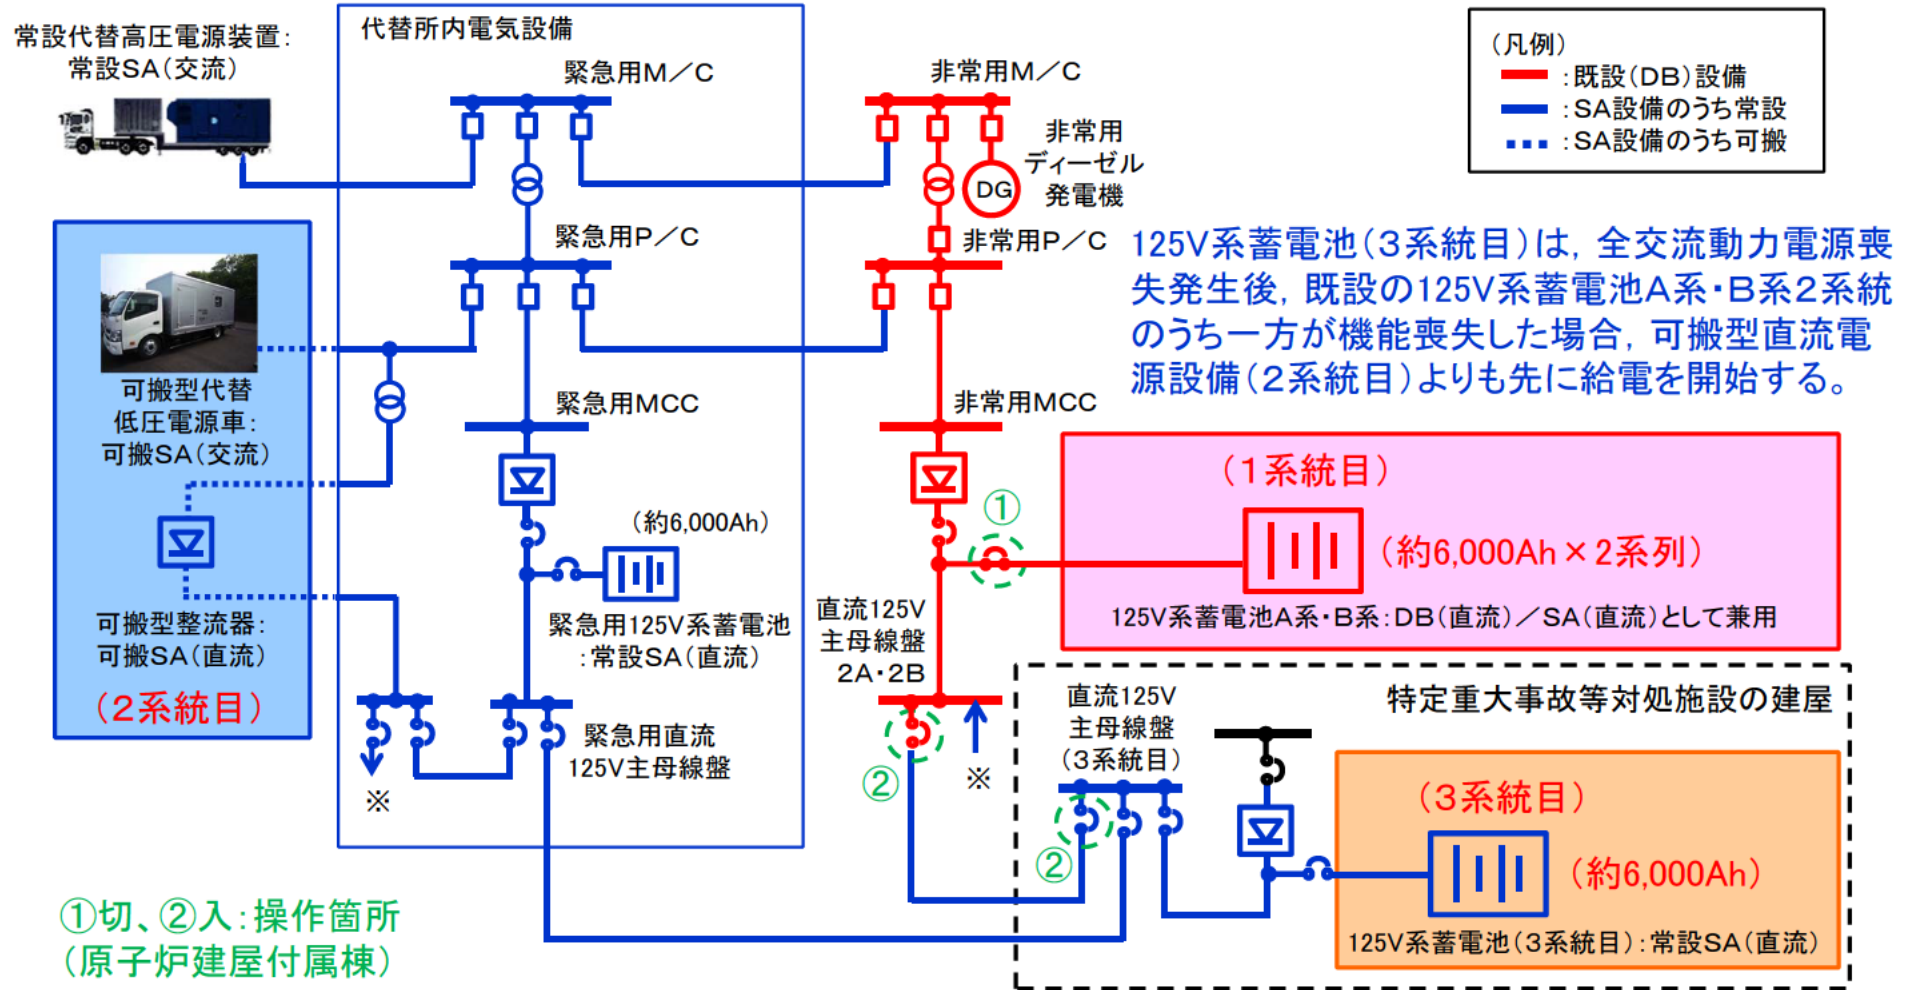 常設代替高圧電源装置:
常設SA(交流)
代替所内電気設備
緊急用M/C
非常用M/C
非常用
ディーゼル
発電機
DG
(凡例)
:既設(DB)設備
:SA設備のうち常設
:SA設備のうち可搬
緊急用P/C
非常用P/C
125V系蓄電池(3系統目)は,全交流動力電源喪
失発生後,既設の125V系蓄電池A系・B系2系統
のうち一方が機能喪失した場合,可搬型直流電
源設備(2系統目)よりも先に給電を開始する。
可搬型代替
低圧電源車:
可搬SA(交流)
緊急用MCC
非常用MCC
(1系統目)
①
(約6,000Ah)
(約6,000Ah×2系列)
125V系蓄電池A系・B系:DB(直流)/SA(直流)として兼用
可搬型整流器:
可搬SA(直流)
(2系統目)
緊急用125V系蓄電池
:常設SA(直流)
直流125V
主母線盤
2A・2B
緊急用直流
125V主母線盤
※
②
※
直流125V
主母線盤
(3系統目)
特定重大事故等対処施設の建屋
②
(3系統目)
(約6,000Ah)
125V系蓄電池(3系統目):常設SA(直流)
①切、②入:操作箇所
(原子炉建屋付属棟)